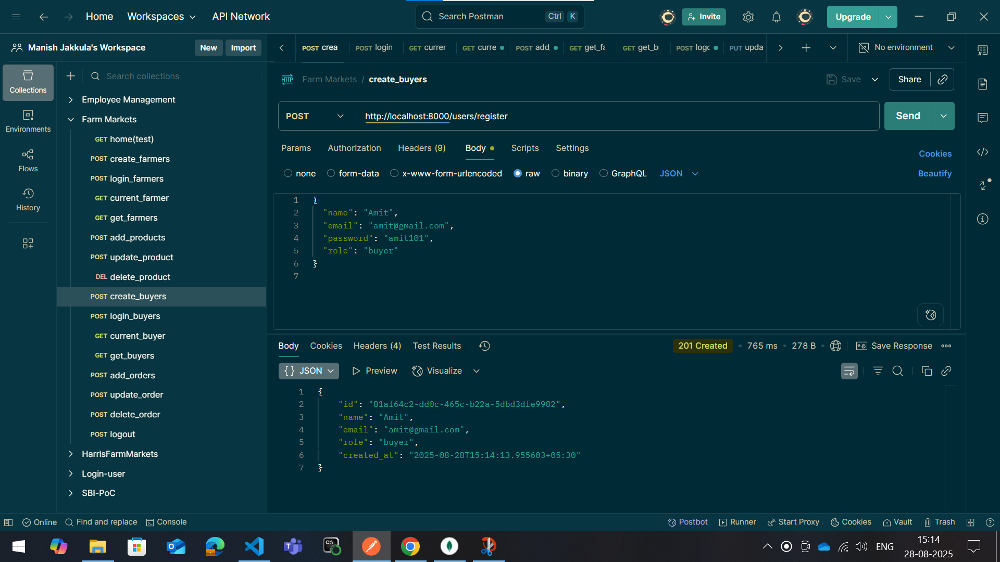 Home Workspaces API Network Search Postman Ctrl K Invite Upgrade
Manish Jakkula's Workspace New Import
POST crea POST login GET currer GET curre POST add_ GET get_fa GET get_b POST logc PUT upda No environment
Collections
Environments
Flows
History
Search collections
Employee Management
Farm Markets
GET home(test)
POST create_farmers
POST login_farmers
GET current_farmer
GET get_farmers
POST add_products
POST update_product
DEL delete_product
POST create_buyers
POST login_buyers
GET current_buyer
GET get_buyers
POST add_orders
POST update_order
POST delete_order
POST logout
HarrisFarmMarkets
Login-user
SBI-PoC
HTTP Farm Markets / create_buyers Save Share
POST http://localhost:8000/users/register Send
Params Authorization Headers (9) Body Scripts Settings Cookies
none form-data x-www-form-urlencoded raw binary GraphQL JSON Beautify
1 {
2 "name": "Amit",
3 "email": "amit@gmail.com",
4 "password": "amit101",
5 "role": "buyer"
6 }
7
Body Cookies Headers (4) Test Results 201 Created 765 ms 278 B e.g. Save Response
{} JSON Preview Visualize
1 {
2 "id": "81af64c2-dd0c-465c-b22a-5dbd3dfe9982",
3 "name": "Amit",
4 "email": "amit@gmail.com",
5 "role": "buyer",
6 "created_at": "2025-08-28T15:14:13.955603+05:30"
7 }
Online Find and replace Console Postbot Runner Start Proxy Cookies Vault Trash
ENG 15:14
28-08-2025